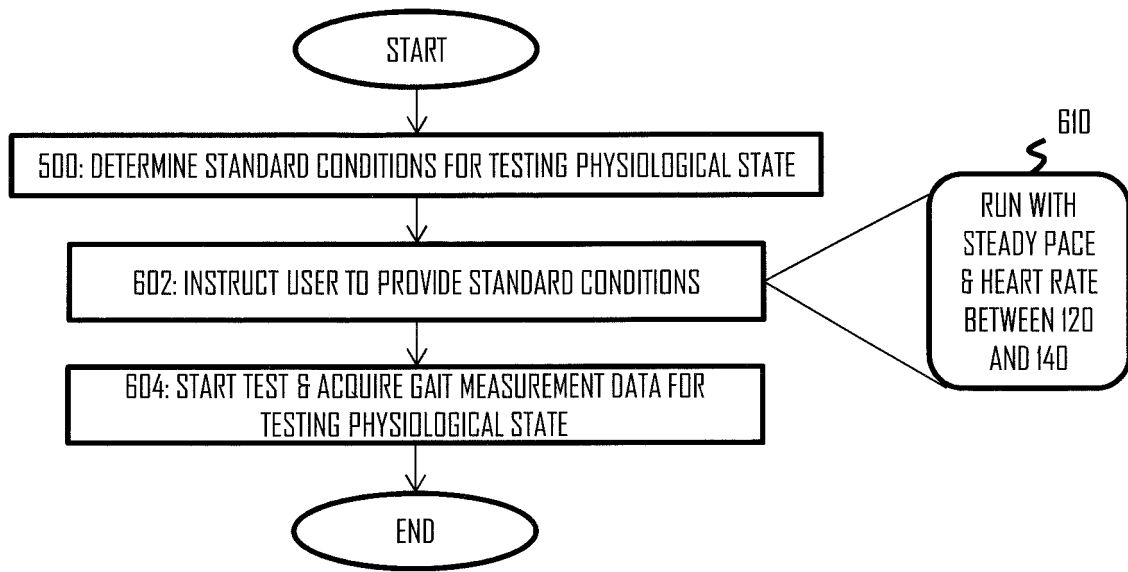 START
500: DETERMINE STANDARD CONDITIONS FOR TESTING PHYSIOLOGICAL STATE
610
RUN WITH
STEADY PACE
& HEART RATE
BETWEEN 120
AND 140
602: INSTRUCT USER TO PROVIDE STANDARD CONDITIONS
604: START TEST & ACQUIRE GAIT MEASUREMENT DATA FOR
TESTING PHYSIOLOGICAL STATE
END